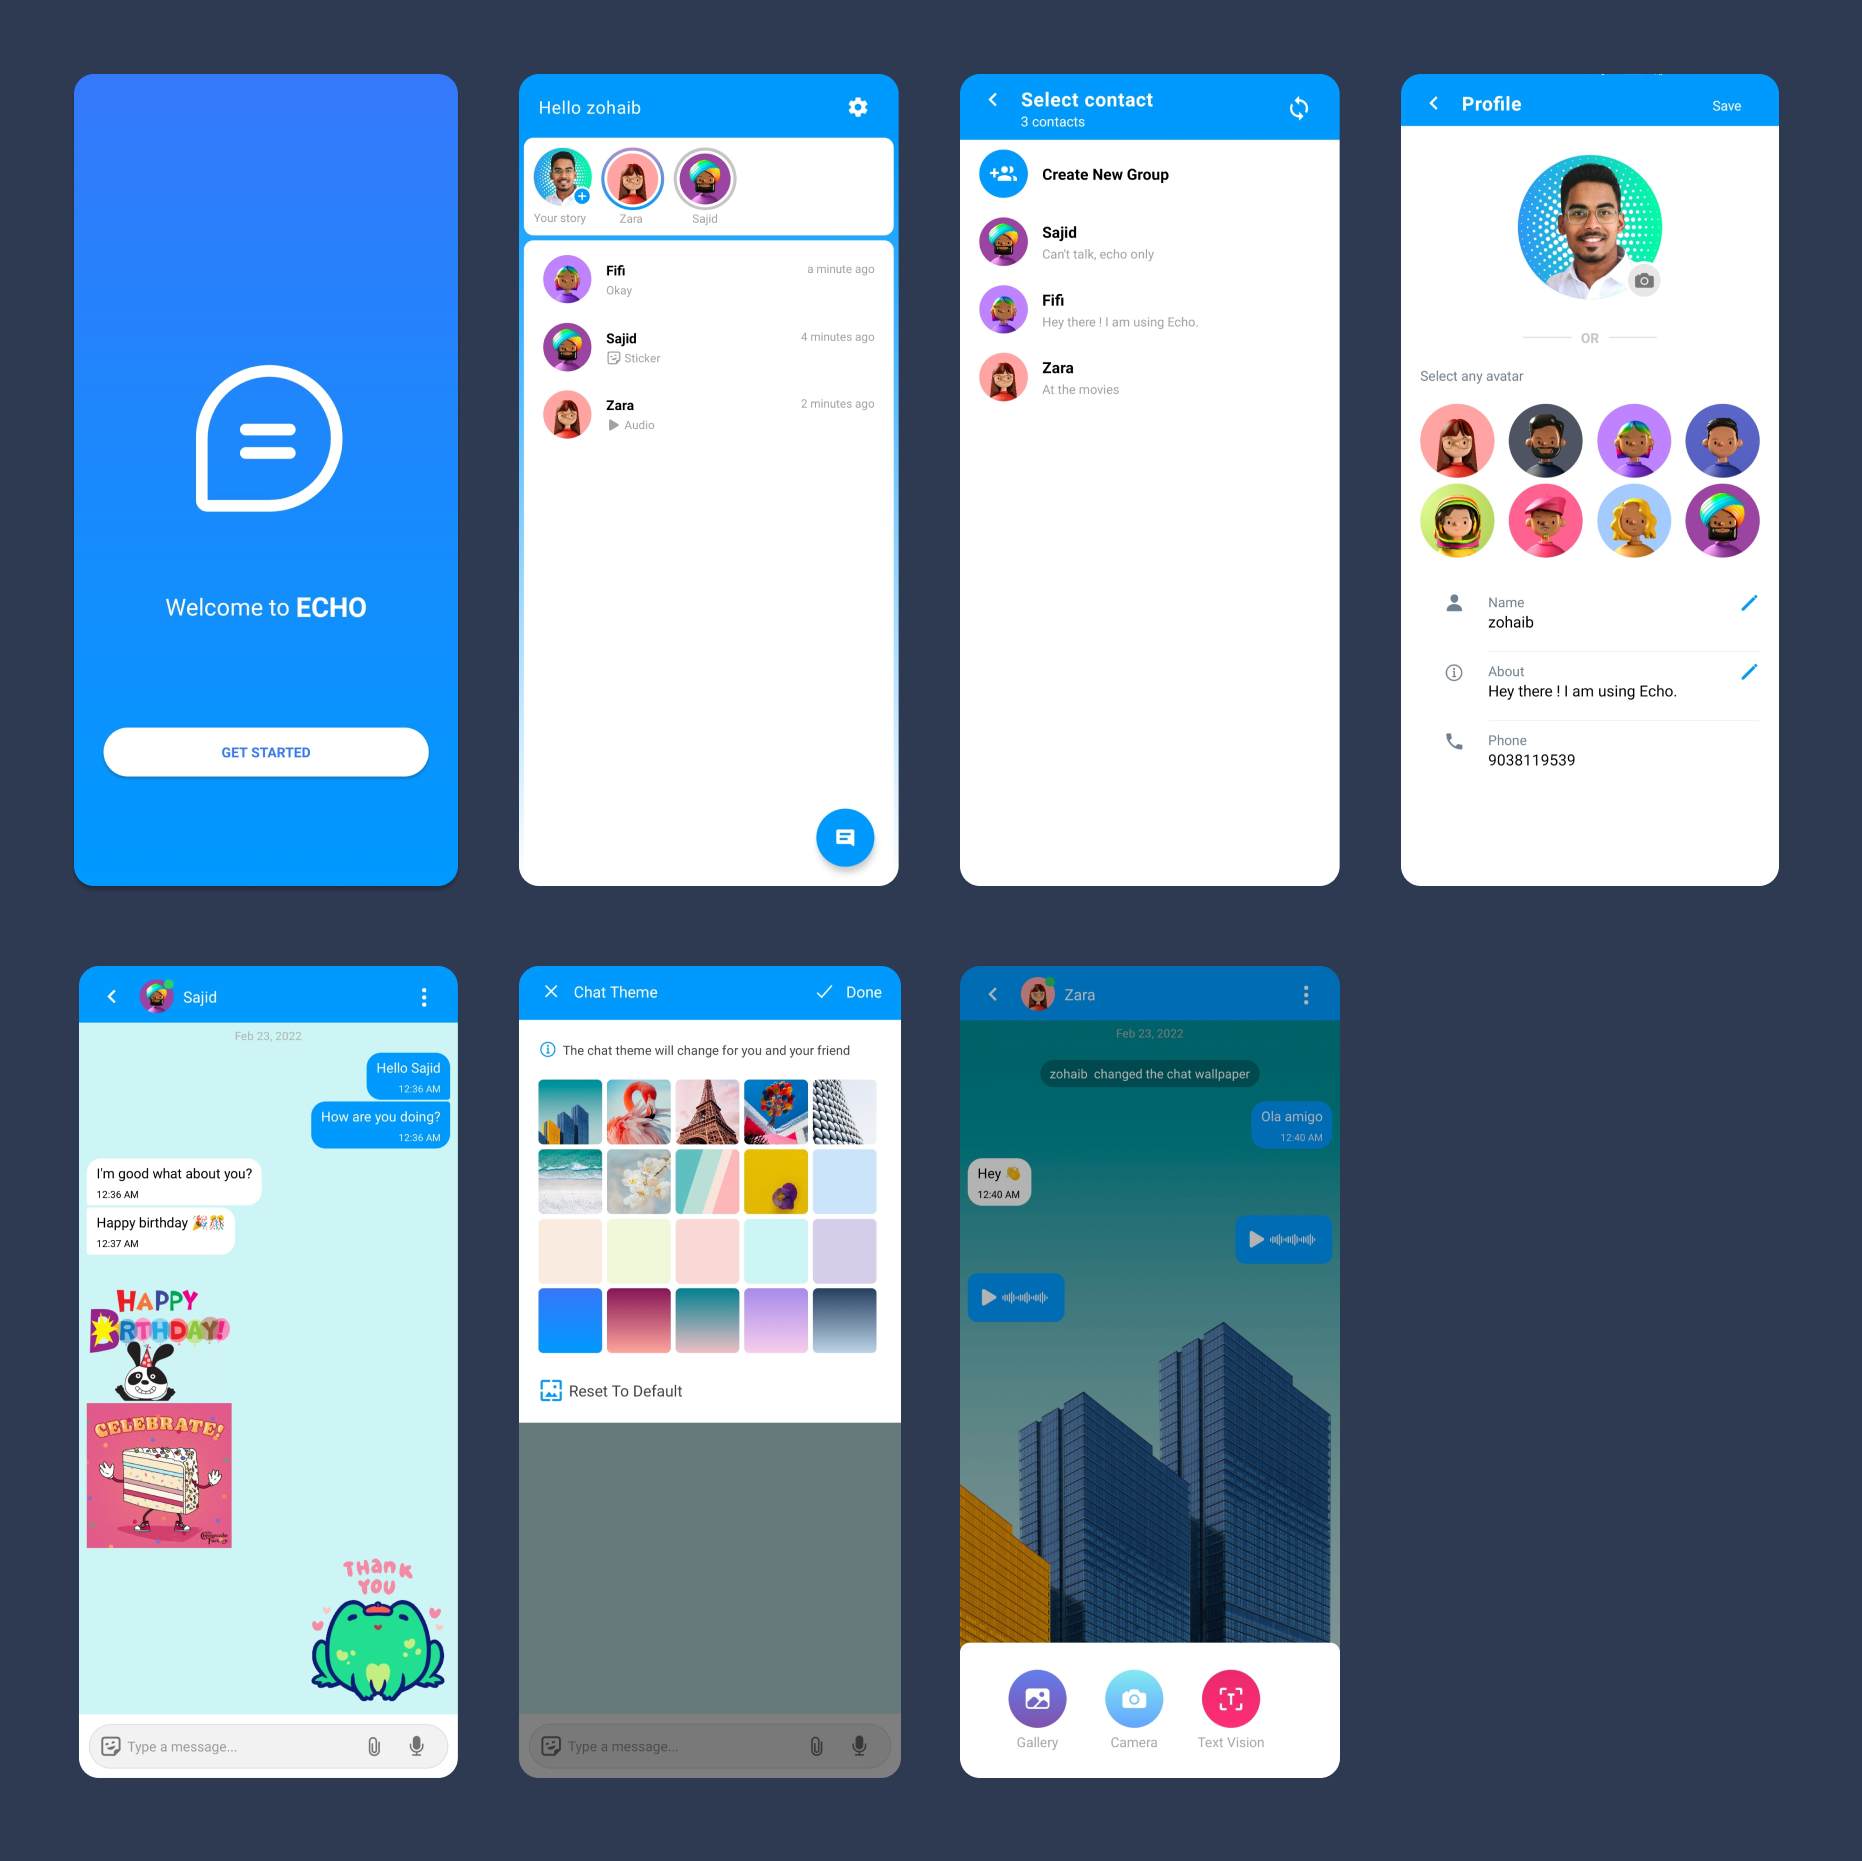 Welcome to ECHO
GET STARTED
Hello zohaib
Your story
Zara
Sajid
Fifi
a minute ago
Okay
Sajid
4 minutes ago
Sticker
Zara
2 minutes ago
Audio
Select contact
3 contacts
Create New Group
Sajid
Can't talk, echo only
Fifi
Hey there ! I am using Echo.
Zara
At the movies
Profile
Save
OR
Select any avatar
Name
zohaib
About
Hey there ! I am using Echo.
Phone
9038119539
Sajid
Feb 23, 2022
Hello Sajid
12:36 AM
How are you doing?
12:36 AM
I'm good what about you?
12:36 AM
Happy birthday 🎉🎊
12:37 AM
HAPPY
BIRTHDAY!
CELEBRATE!
THANK
YOU
Type a message...
Chat Theme
Done
The chat theme will change for you and your friend
Reset To Default
Type a message...
Zara
Feb 23, 2022
zohaib changed the chat wallpaper
Ola amigo
12:40 AM
Hey 👋
12:40 AM
Gallery
Camera
Text Vision